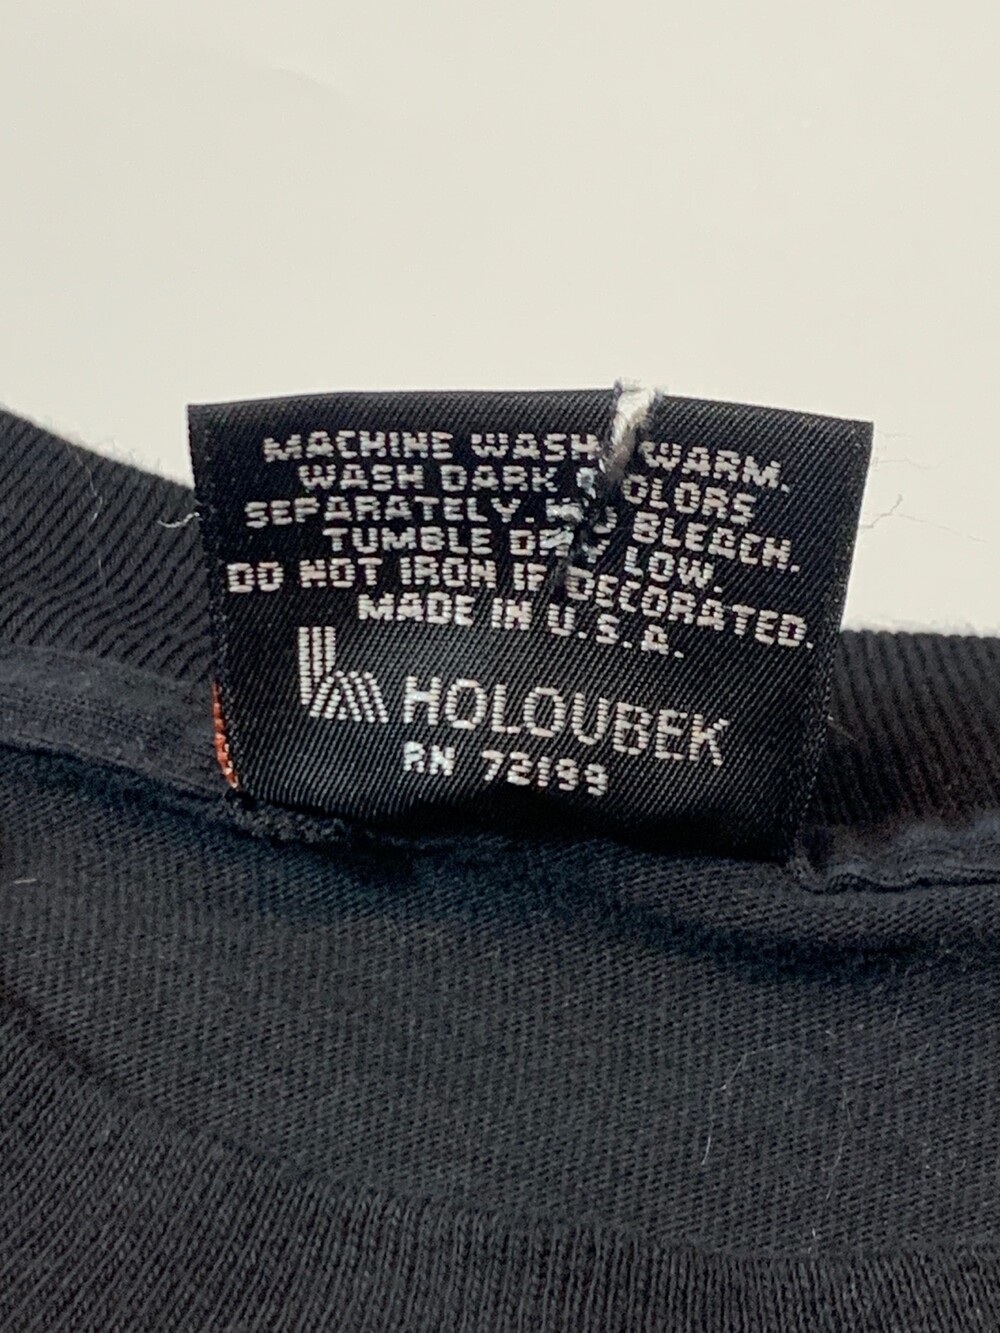 MACHINE WASH WARM.
WASH DARK COLORS
SEPARATELY. NO BLEACH.
TUMBLE DRY LOW.
DO NOT IRON IF DECORATED.
MADE IN U.S.A.
HOLOUBEK
RN 72199